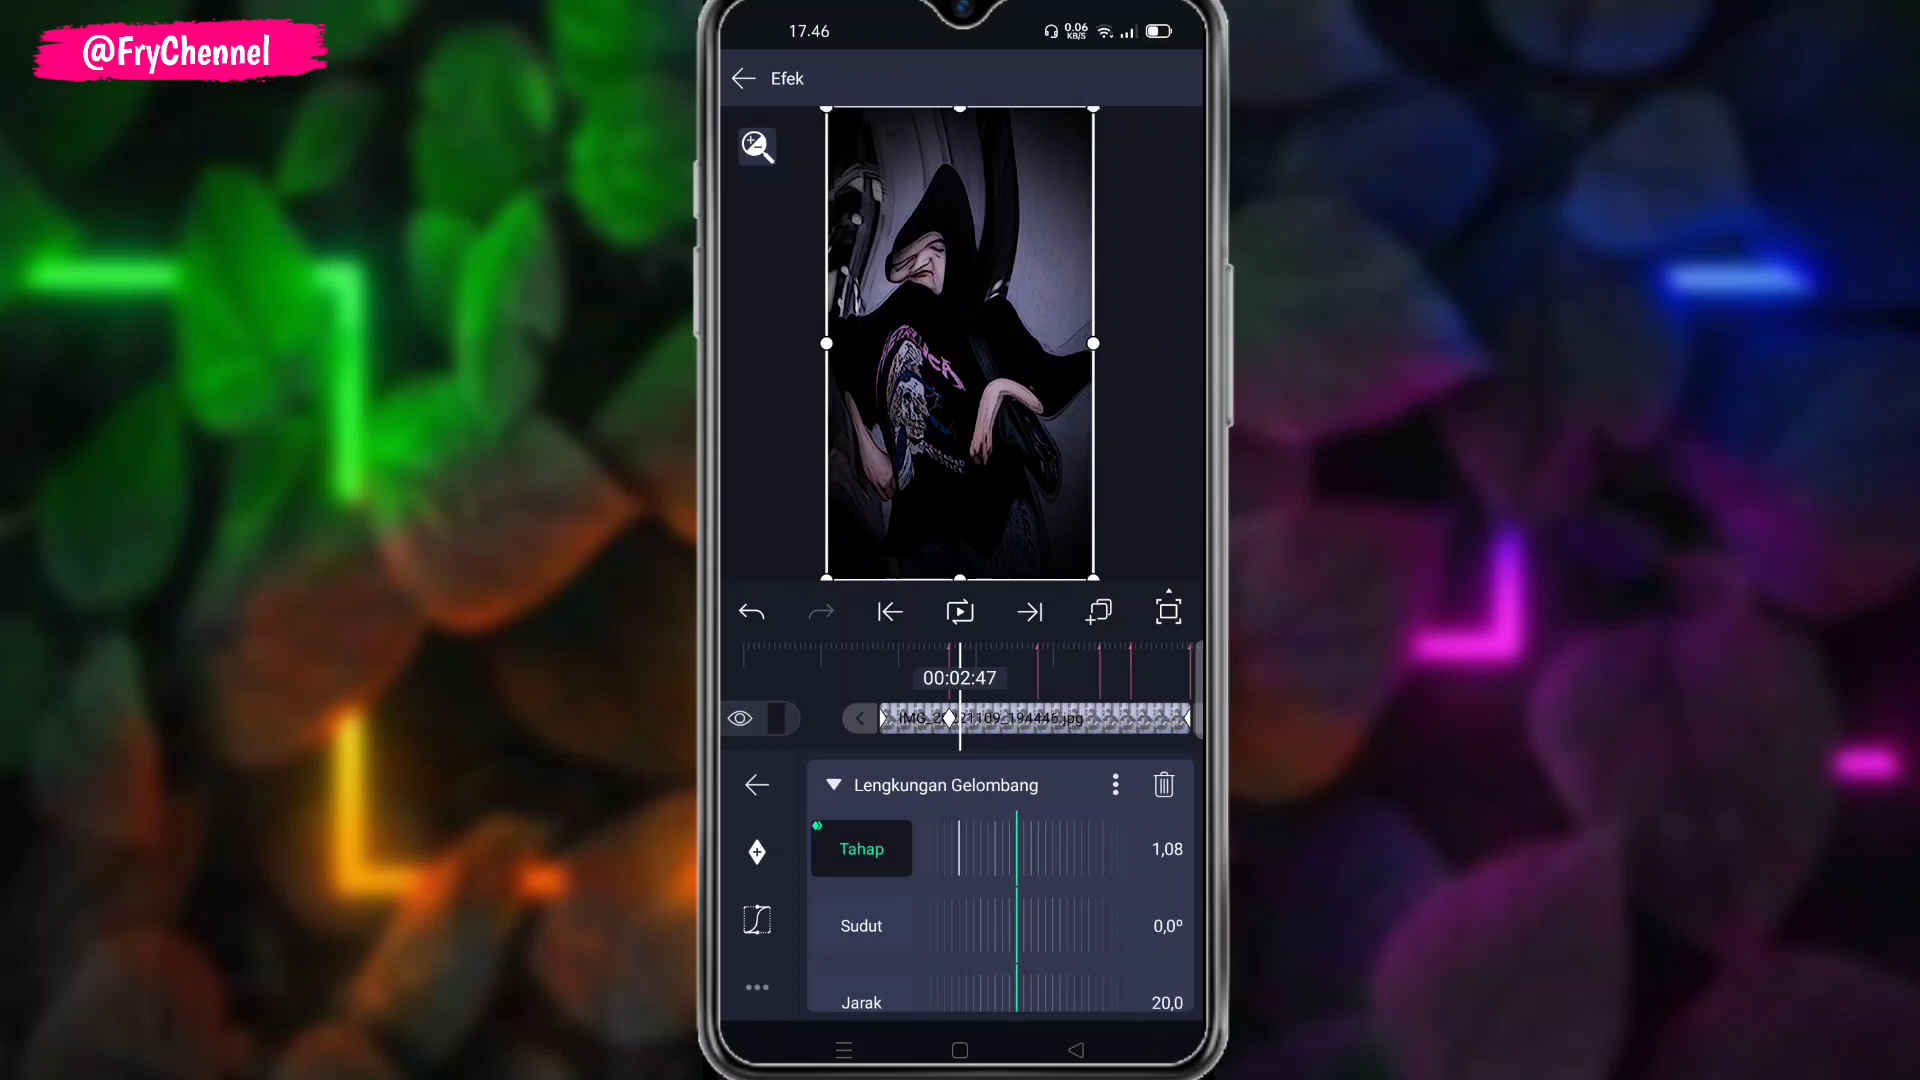 @FryChennel
17.46
0.06
KB/S
Efek
00:02:47
IMG_20221109_194446.jpg
Lengkungan Gelombang
Tahap
1,08
Sudut
0,0º
Jarak
20,0